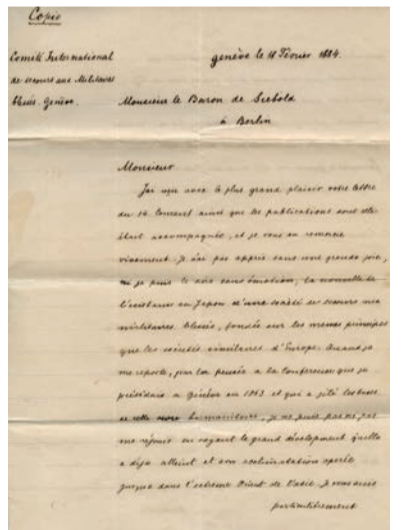 Copie
Comité International
de secours aux Militaires
blessés. Genève.
genève le 18 Février 1884.
Monsieur le Baron de Siebold
à Berlin
Monsieur
J'ai reçu avec le plus grand plaisir votre lettre
du 14 courant ainsi que les publications dont elle
était accompagnée, et je vous en remercie
vivement. Je n'ai pas appris sans une grande joie,
ni je puis le dire sans émotion, la nouvelle de
l'existence au Japon d'une société de secours aux
militaires blessés, fondée sur les mêmes principes
que les sociétés similaires d'Europe. Quand je
me reporte, par la pensée à la Conférence que je
présidais à Genève en 1863 et qui a jeté les bases
de cette œuvre humanitaire, je ne puis pas ne pas
me réjouir en voyant le grand développement qu'elle
a déjà atteint et son acclimatation opérée
jusque dans l'extrême Orient de l'Asie. Je vous
particulièrement